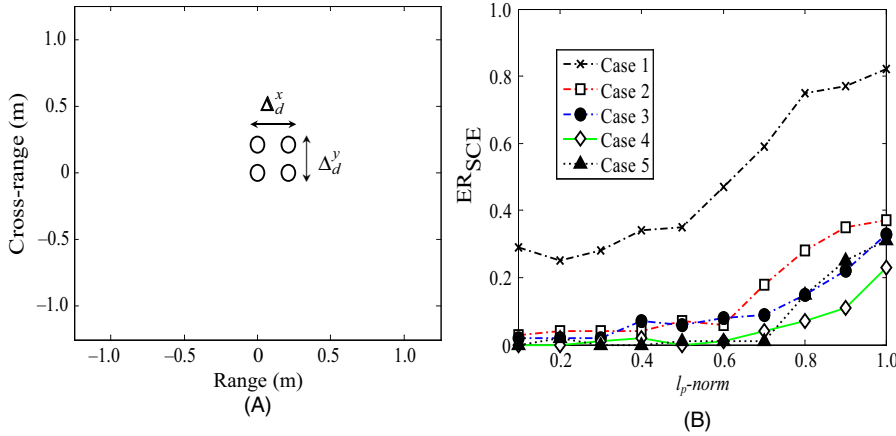 Cross-range (m)
1.0
0.5
0
−0.5
−1.0
Δ_d^x
Δ_d^y
−1.0 −0.5 0 0.5 1.0
Range (m)
(A)
ER_SCE
1.0
0.8
0.6
0.4
0.2
0
Case 1
Case 2
Case 3
Case 4
Case 5
0.2 0.4 0.6 0.8 1.0
l_p-norm
(B)